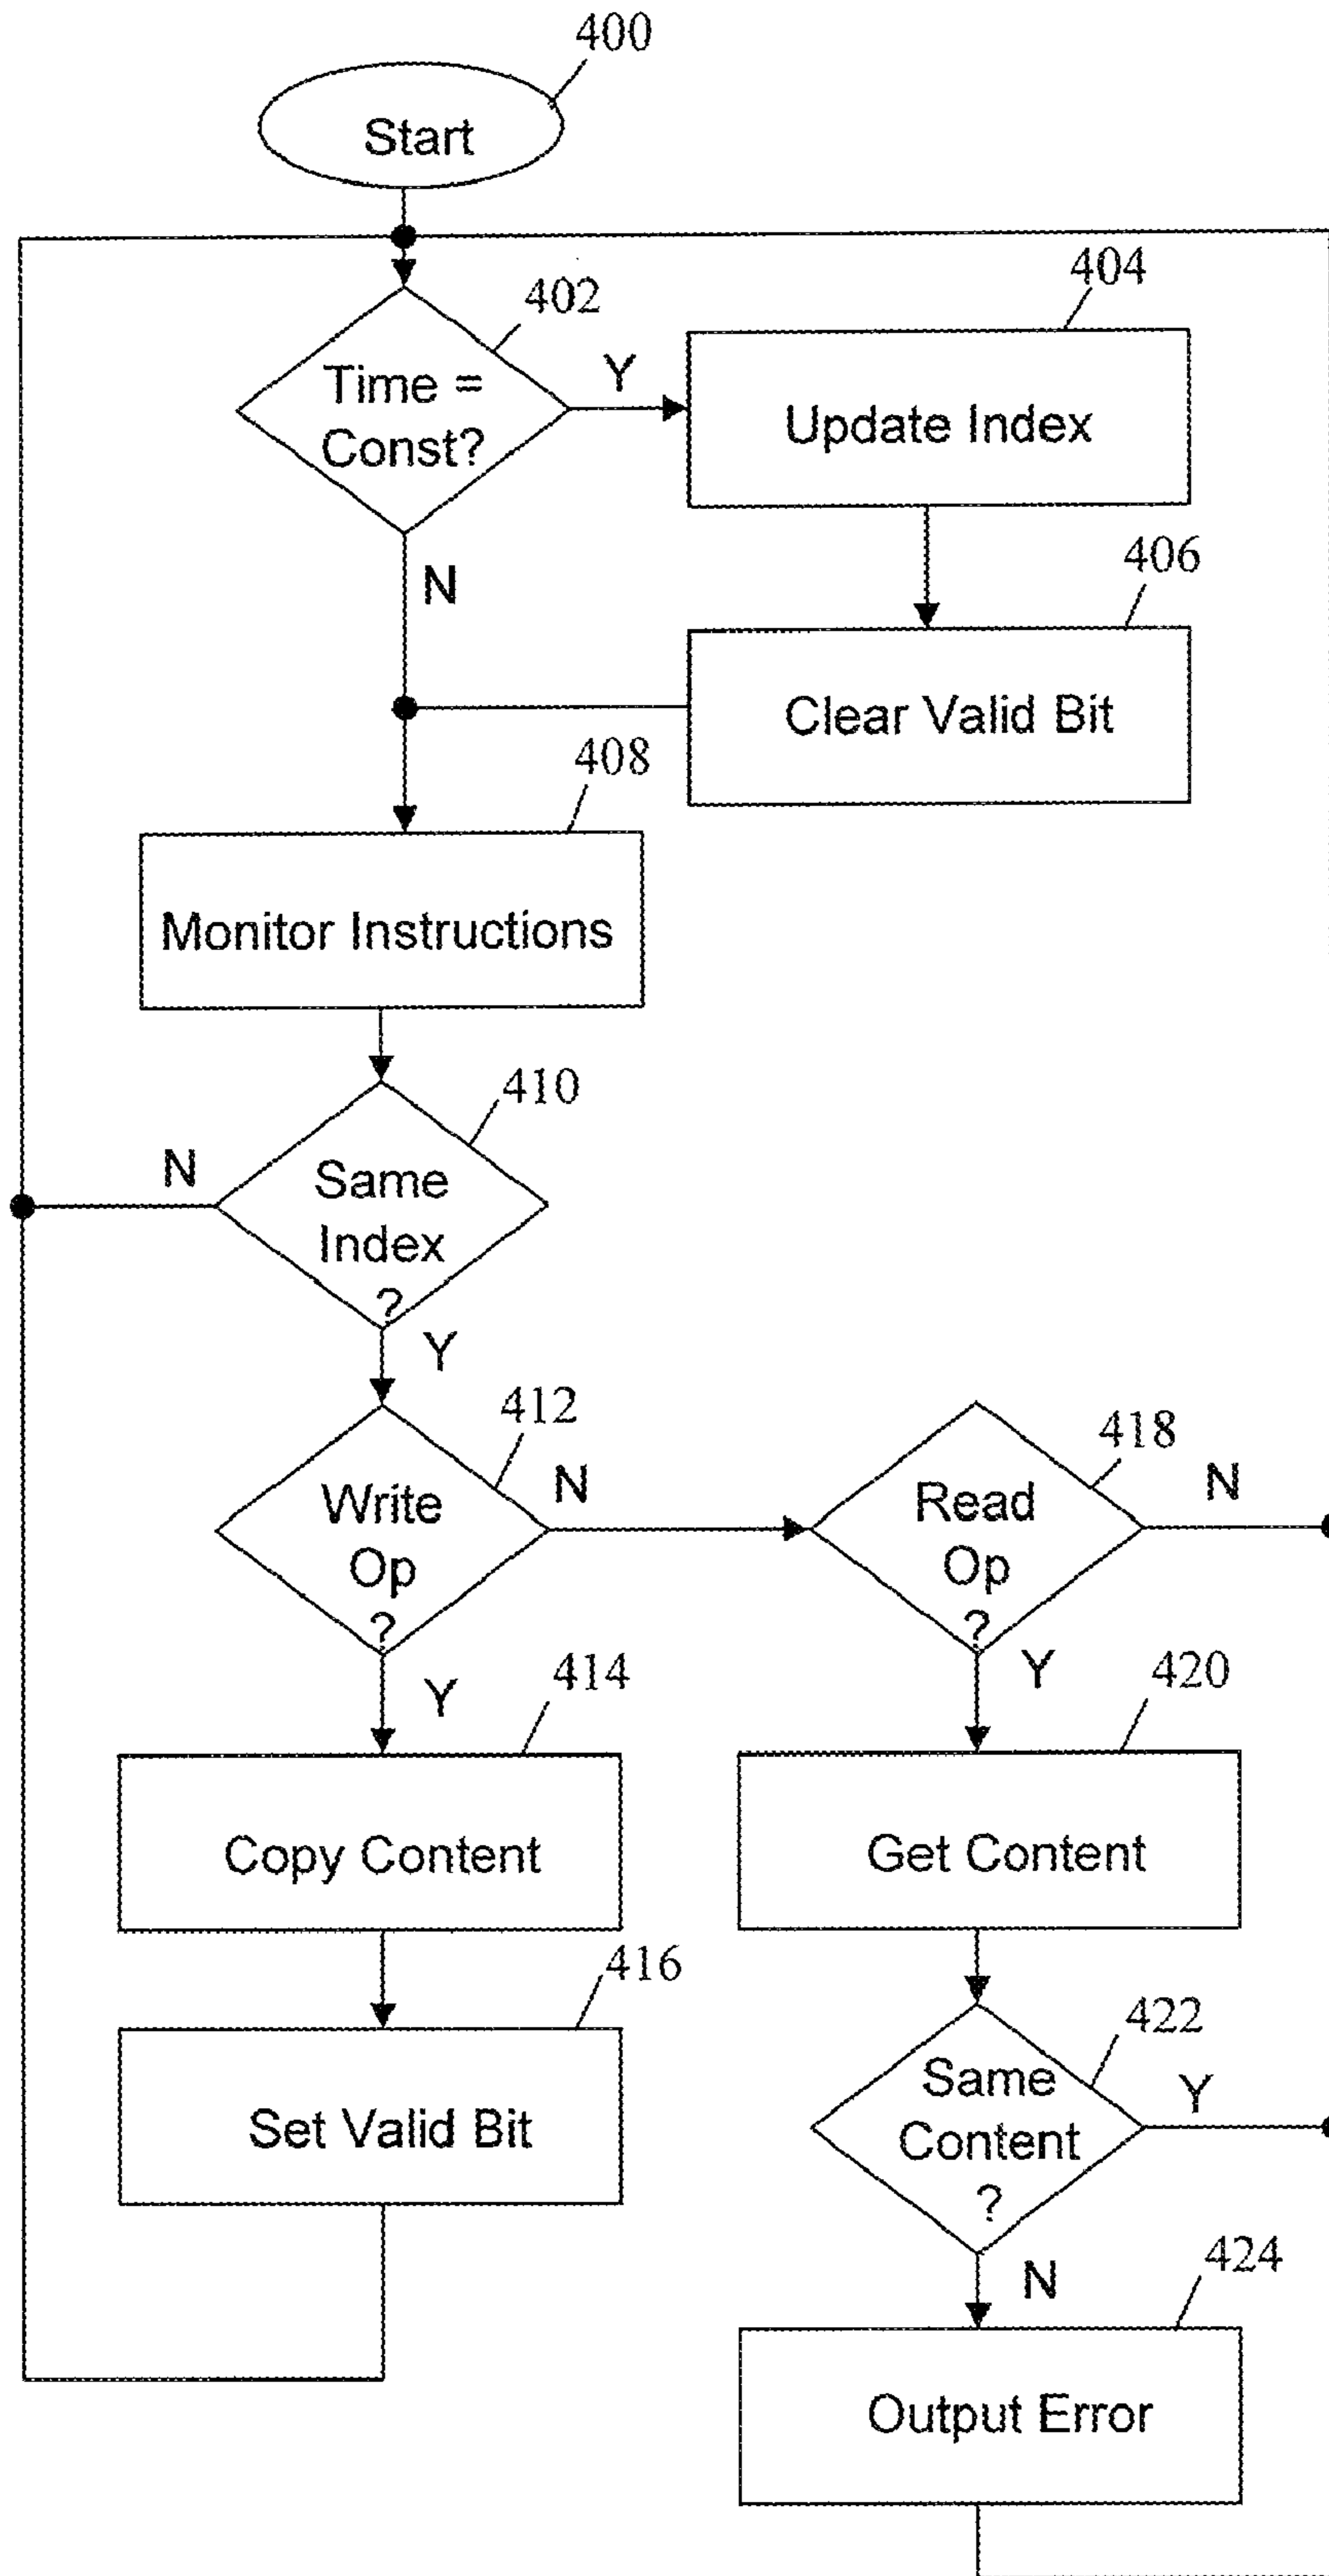 400
Start
402
Time =
Const?
Y
N
404
Update Index
406
Clear Valid Bit
408
Monitor Instructions
410
Same
Index
?
N
Y
412
Write
Op
?
N
Y
418
Read
Op
?
N
Y
414
Copy Content
420
Get Content
416
Set Valid Bit
422
Same
Content
?
Y
N
424
Output Error